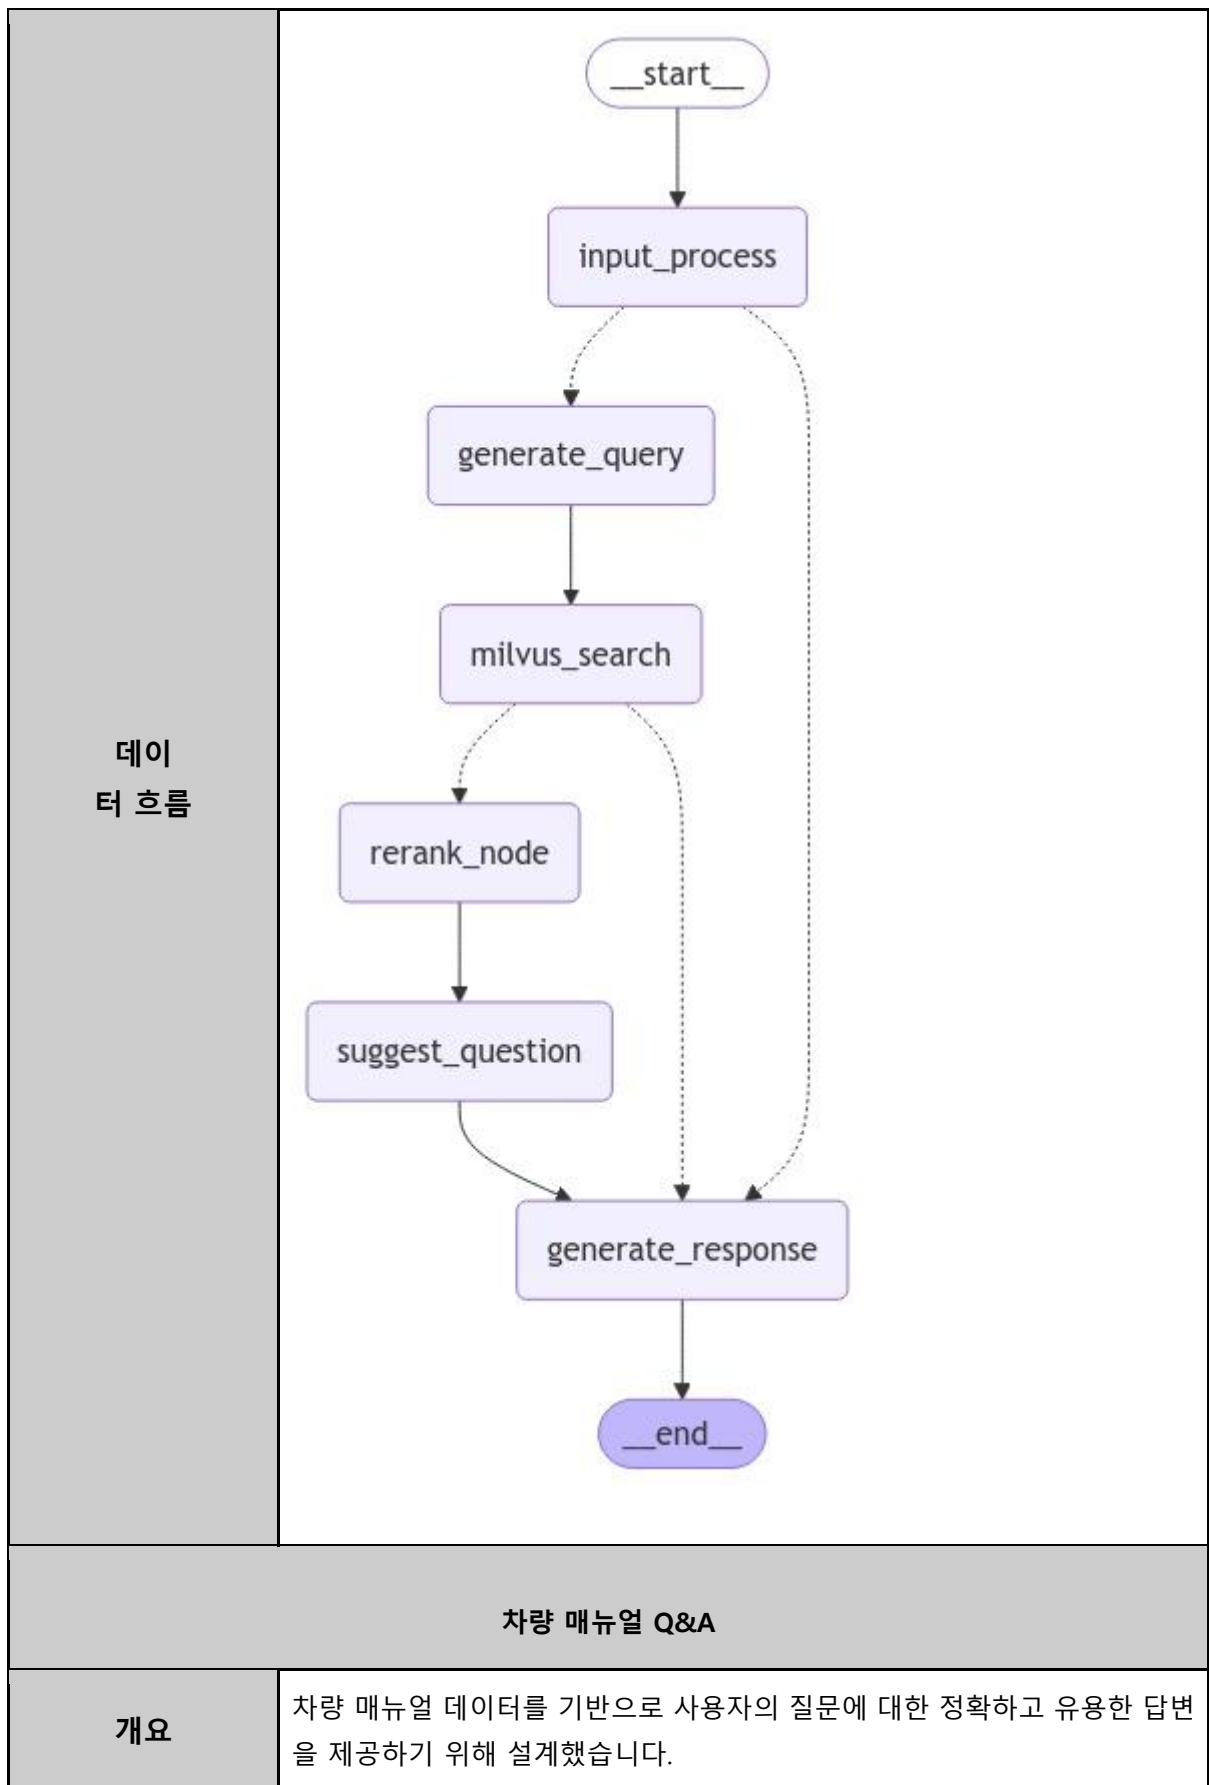 데이
터 흐름
__start__
input_process
generate_query
milvus_search
rerank_node
suggest_question
generate_response
__end__
차량 매뉴얼 Q&A
개요
차량 매뉴얼 데이터를 기반으로 사용자의 질문에 대한 정확하고 유용한 답변
을 제공하기 위해 설계했습니다.